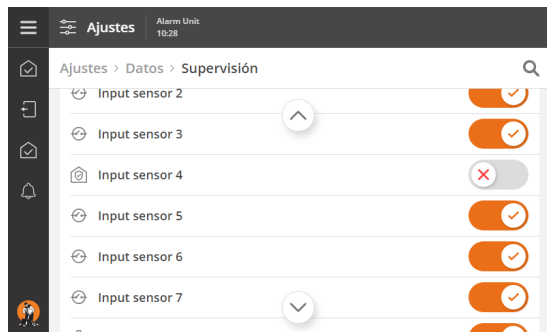 Ajustes
Alarm Unit
10:28
Ajustes > Datos > Supervisión
Input sensor 2
Input sensor 3
Input sensor 4
Input sensor 5
Input sensor 6
Input sensor 7